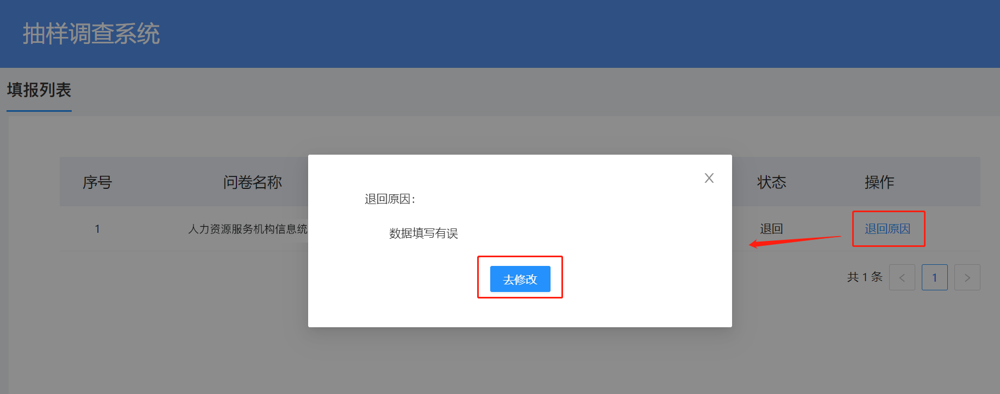 抽样调查系统
填报列表
序号 问卷名称 状态 操作
退回原因：
1 人力资源服务机构信息统 退回 退回原因
数据填写有误
去修改
共 1 条 < 1 >